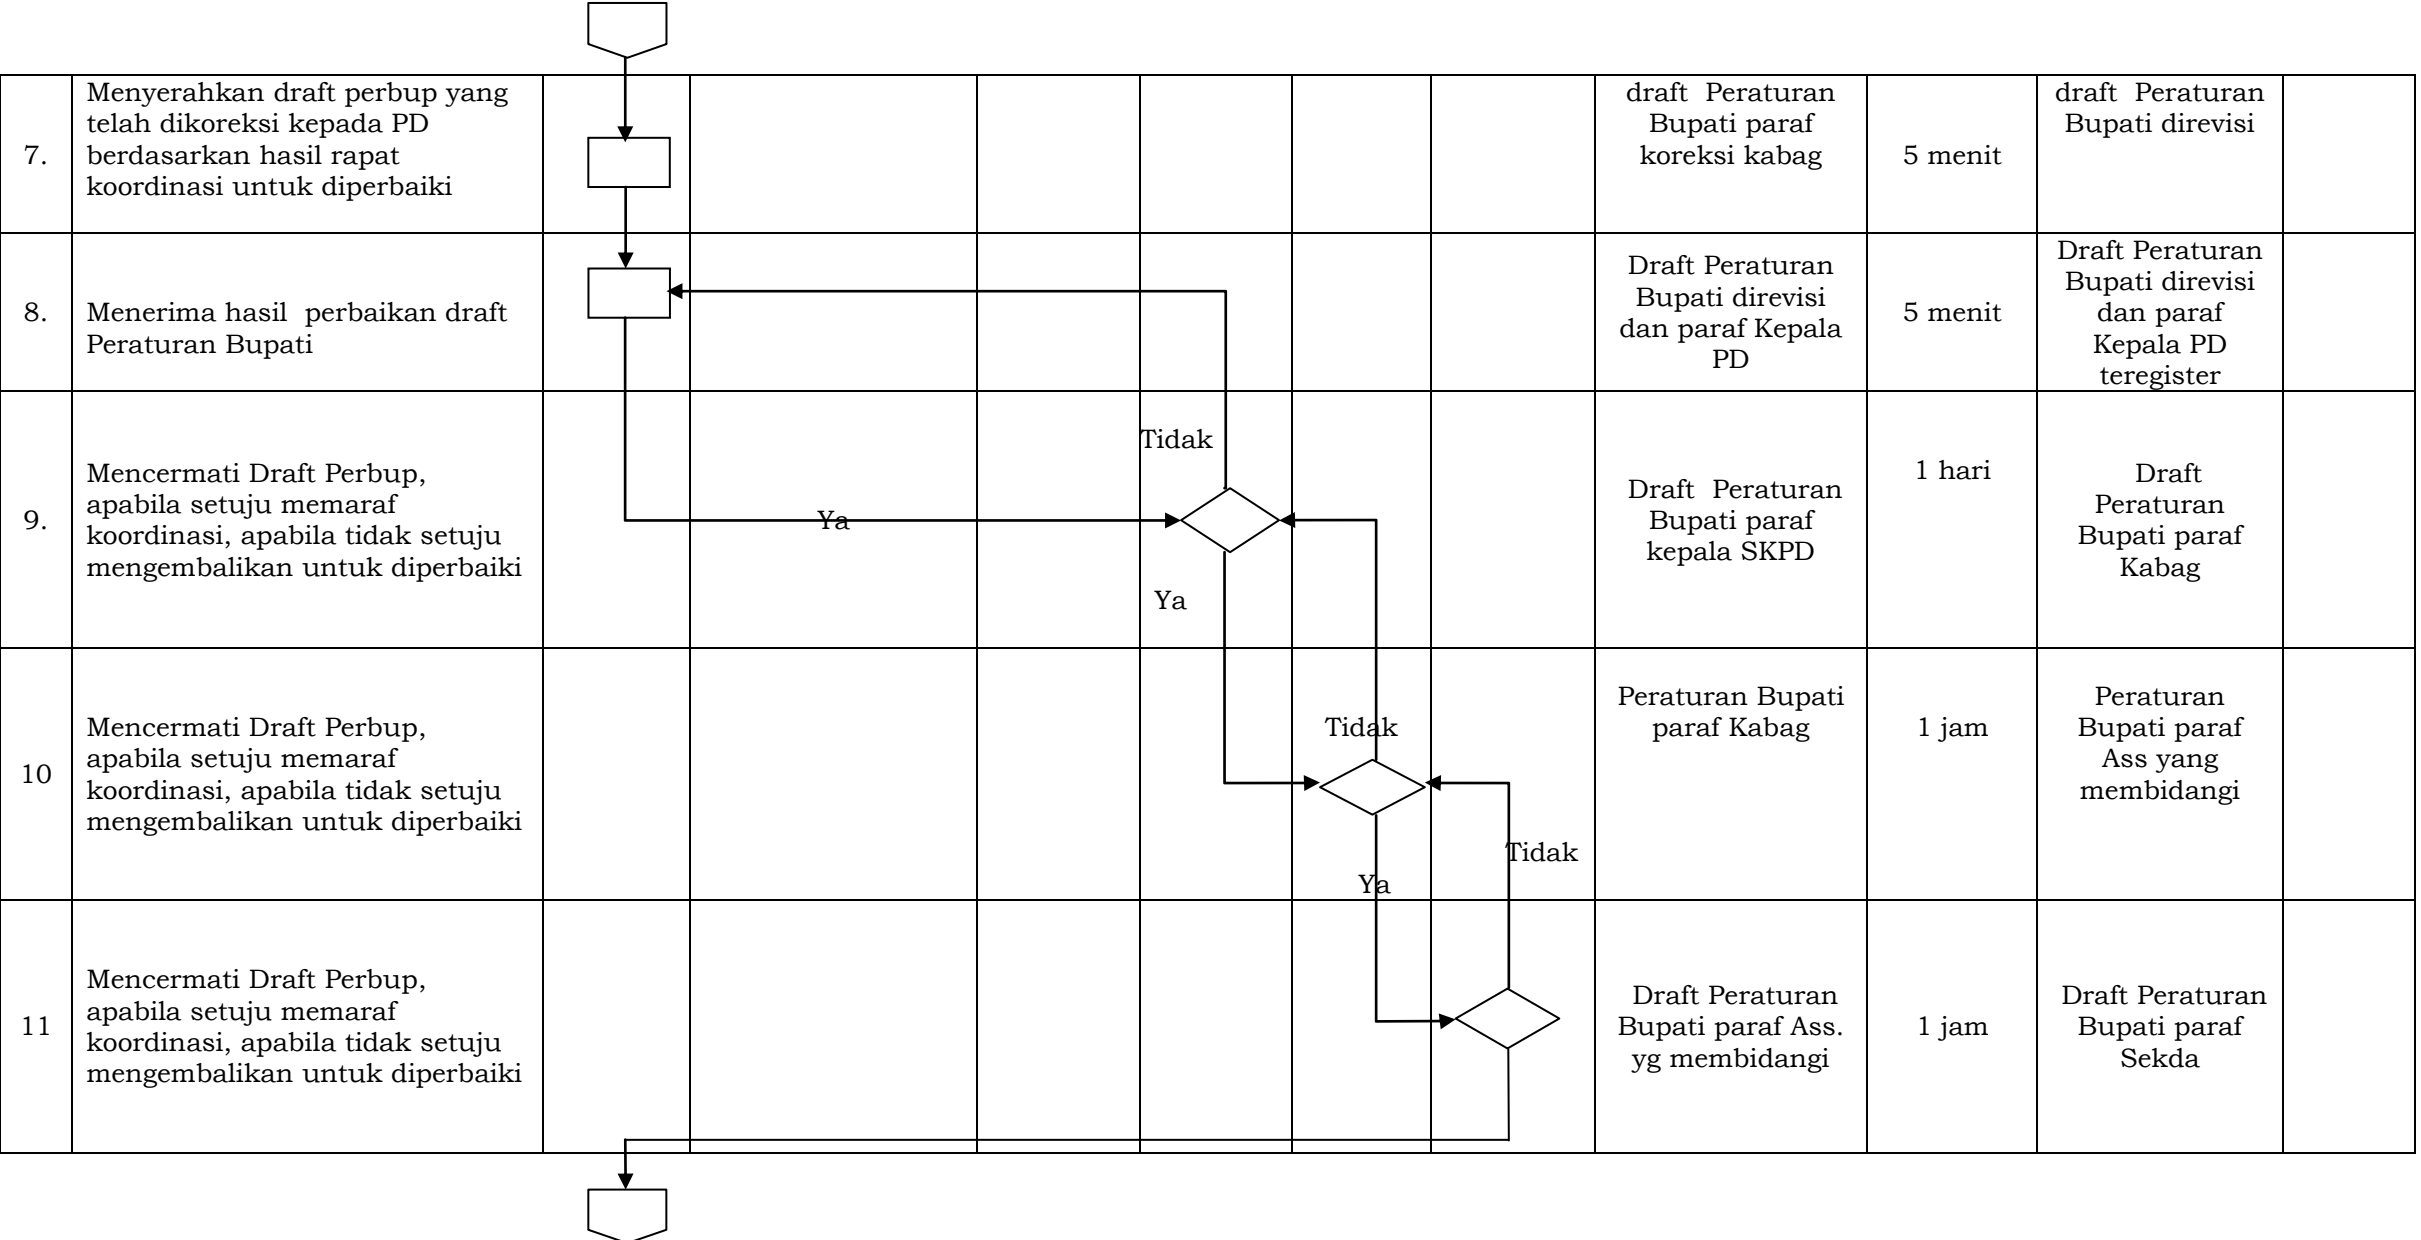 7.
Menyerahkan draft perbup yang
telah dikoreksi kepada PD
berdasarkan hasil rapat
koordinasi untuk diperbaiki
draft  Peraturan
Bupati paraf
koreksi kabag
5 menit
draft  Peraturan
Bupati direvisi
8.
Menerima hasil  perbaikan draft
Peraturan Bupati
Draft Peraturan
Bupati direvisi
dan paraf Kepala
PD
5 menit
Draft Peraturan
Bupati direvisi
dan paraf
Kepala PD
teregister
9.
Mencermati Draft Perbup,
apabila setuju memaraf
koordinasi, apabila tidak setuju
mengembalikan untuk diperbaiki
Ya
Tidak
Ya
Draft  Peraturan
Bupati paraf
kepala SKPD
1 hari
Draft
Peraturan
Bupati paraf
Kabag
10
Mencermati Draft Perbup,
apabila setuju memaraf
koordinasi, apabila tidak setuju
mengembalikan untuk diperbaiki
Tidak
Ya
Tidak
Peraturan Bupati
paraf Kabag
1 jam
Peraturan
Bupati paraf
Ass yang
membidangi
11
Mencermati Draft Perbup,
apabila setuju memaraf
koordinasi, apabila tidak setuju
mengembalikan untuk diperbaiki
Draft Peraturan
Bupati paraf Ass.
yg membidangi
1 jam
Draft Peraturan
Bupati paraf
Sekda